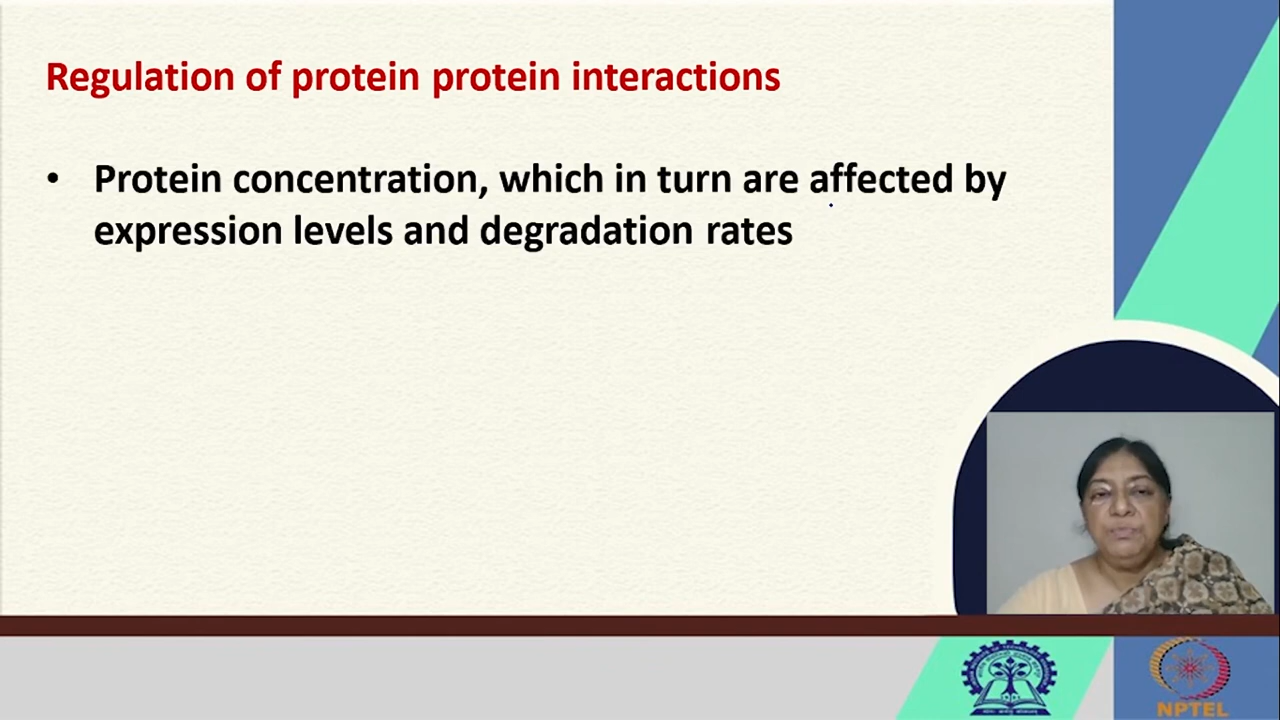 Regulation of protein protein interactions
• Protein concentration, which in turn are affected by
expression levels and degradation rates
NPTEL